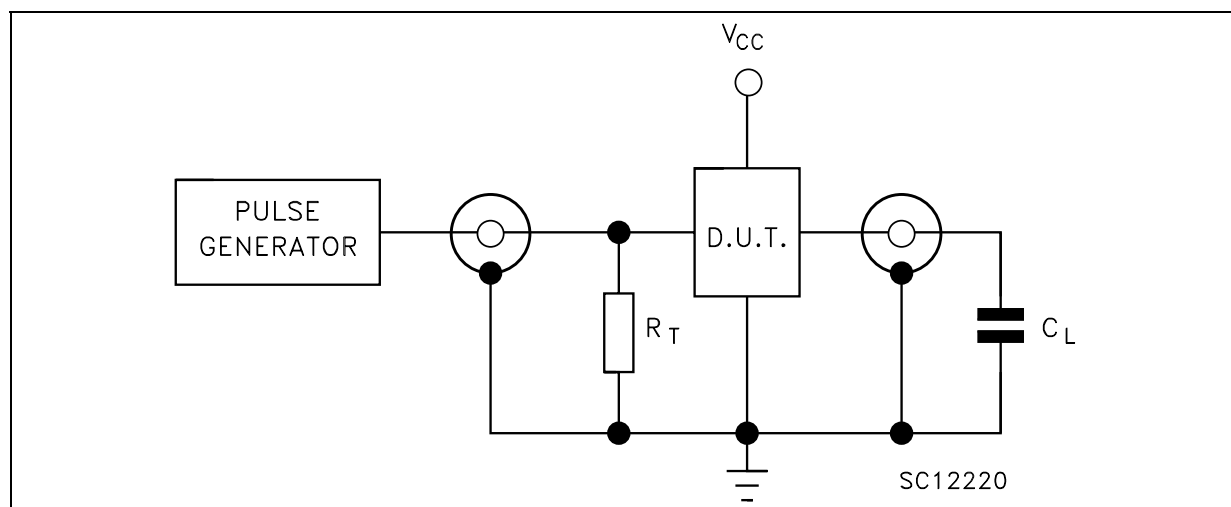 VCC
PULSE
GENERATOR
D.U.T.
RT
CL
SC12220